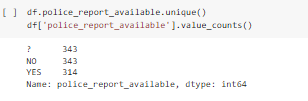 [ ] df.police_report_available.unique()
df['police_report_available'].value_counts()
? 343
NO 343
YES 314
Name: police_report_available, dtype: int64